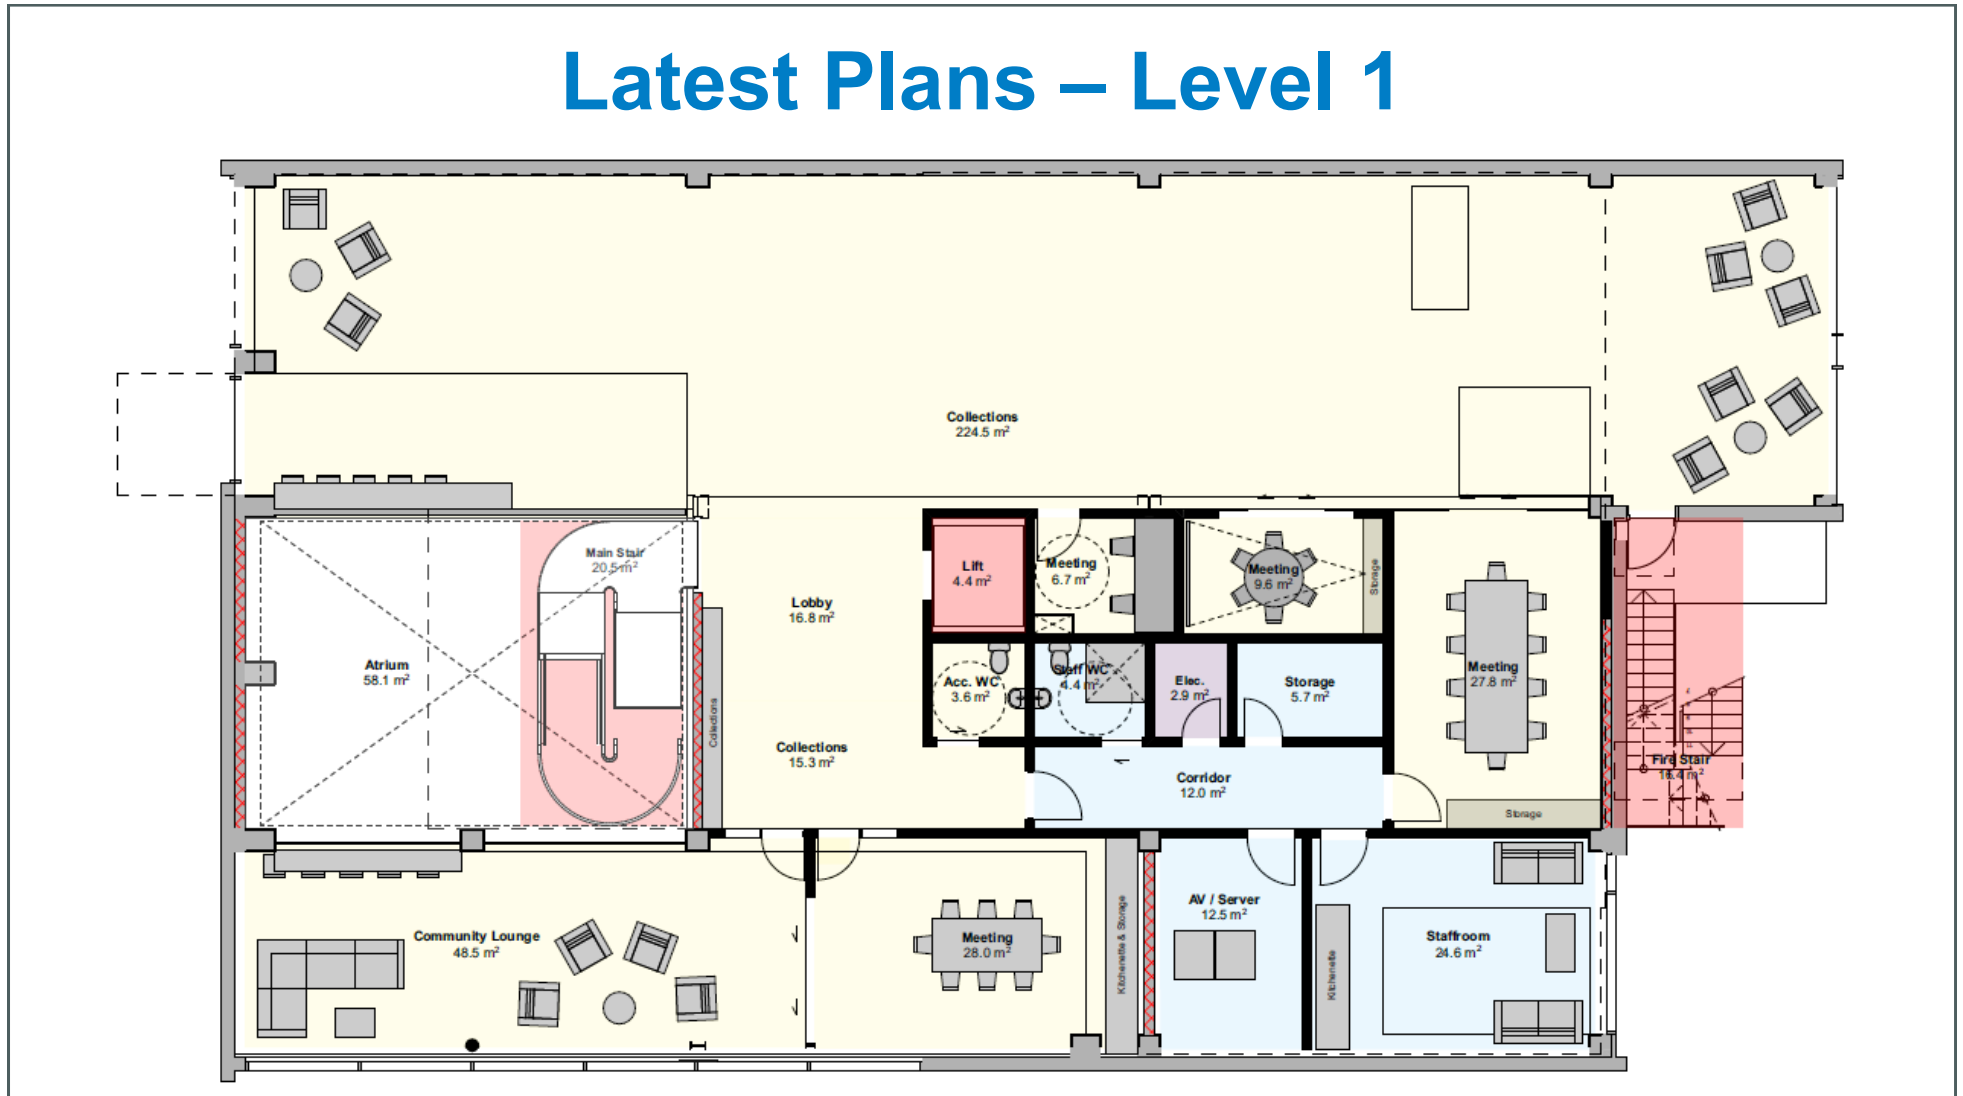 Latest Plans – Level 1
Collections
224.5 m²
Main Stair
20.5 m²
Lift
4.4 m²
Meeting
6.7 m²
Meeting
9.6 m²
Storage
Lobby
16.8 m²
Atrium
58.1 m²
Collections
Acc. WC
3.6 m²
Staff WC
4.4 m²
Elec.
2.9 m²
Storage
5.7 m²
Meeting
27.8 m²
Collections
15.3 m²
Corridor
12.0 m²
Fire Stair
16.4 m²
Storage
Community Lounge
48.5 m²
Meeting
28.0 m²
Kitchenette & Storage
AV / Server
12.5 m²
Kitchenette
Staffroom
24.6 m²